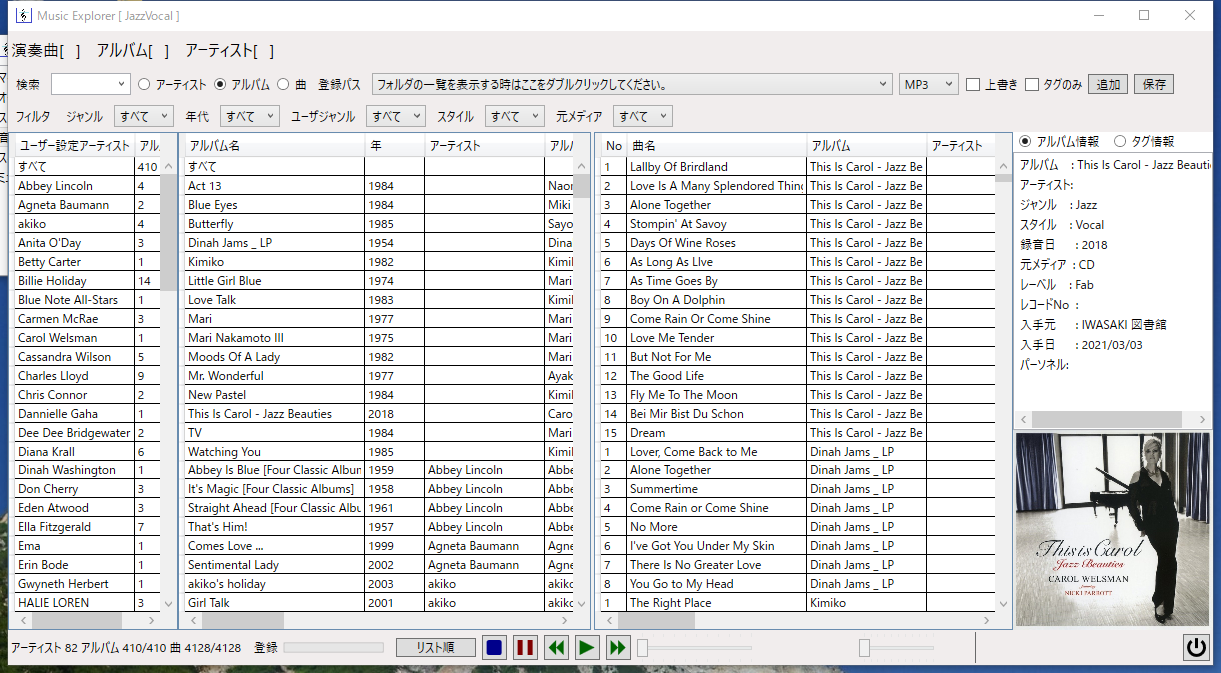 Music Explorer [ JazzVocal ]
演奏曲[ ] アルバム[ ] アーティスト[ ]
検索 アーティスト アルバム 曲 登録パス フォルダの一覧を表示する時はここをダブルクリックしてください。 MP3 上書き タグのみ 追加 保存
フィルタ ジャンル すべて 年代 すべて ユーザジャンル すべて スタイル すべて 元メディア すべて
ユーザー設定アーティスト アル
すべて 410
Abbey Lincoln 4
Agneta Baumann 2
akiko 4
Anita O'Day 3
Betty Carter 1
Billie Holiday 14
Blue Note All-Stars 1
Carmen McRae 3
Carol Welsman 1
Cassandra Wilson 5
Charles Lloyd 9
Chris Connor 2
Dannielle Gaha 1
Dee Dee Bridgewater 2
Diana Krall 6
Dinah Washington 1
Don Cherry 3
Eden Atwood 3
Ella Fitzgerald 7
Ema 1
Erin Bode 1
Gwyneth Herbert 1
HALIE LOREN 3
アルバム名 年 アーティスト アルバ
すべて
Act 13 1984 Naor
Blue Eyes 1984 Miki
Butterfly 1985 Sayo
Dinah Jams _ LP 1954 Dina
Kimiko 1982 Kimil
Little Girl Blue 1974 Mari
Love Talk 1983 Kimil
Mari 1977 Mari
Mari Nakamoto III 1975 Mari
Moods Of A Lady 1982 Mari
Mr. Wonderful 1977 Ayak
New Pastel 1984 Kimil
This Is Carol - Jazz Beauties 2018 Caro
TV 1984 Mari
Watching You 1985 Kimil
Abbey Is Blue [Four Classic Album 1959 Abbey Lincoln Abbe
It's Magic [Four Classic Albums] 1958 Abbey Lincoln Abbe
Straight Ahead [Four Classic Albu 1961 Abbey Lincoln Abbe
That's Him! 1957 Abbey Lincoln Abbe
Comes Love ... 1999 Agneta Baumann Agne
Sentimental Lady 2002 Agneta Baumann Agne
akiko's holiday 2003 akiko akiko
Girl Talk 2001 akiko akiko
No 曲名 アルバム アーティスト
1 Lallby Of Brirdland This Is Carol - Jazz Be
2 Love Is A Many Splendored Thing This Is Carol - Jazz Be
3 Alone Together This Is Carol - Jazz Be
4 Stompin' At Savoy This Is Carol - Jazz Be
5 Days Of Wine Roses This Is Carol - Jazz Be
6 As Long As LIve This Is Carol - Jazz Be
7 As Time Goes By This Is Carol - Jazz Be
8 Boy On A Dolphin This Is Carol - Jazz Be
9 Come Rain Or Come Shine This Is Carol - Jazz Be
10 Love Me Tender This Is Carol - Jazz Be
11 But Not For Me This Is Carol - Jazz Be
12 The Good Life This Is Carol - Jazz Be
13 Fly Me To The Moon This Is Carol - Jazz Be
14 Bei Mir Bist Du Schon This Is Carol - Jazz Be
15 Dream This Is Carol - Jazz Be
1 Lover, Come Back to Me Dinah Jams _ LP
2 Alone Together Dinah Jams _ LP
3 Summertime Dinah Jams _ LP
4 Come Rain or Come Shine Dinah Jams _ LP
5 No More Dinah Jams _ LP
6 I've Got You Under My Skin Dinah Jams _ LP
7 There Is No Greater Love Dinah Jams _ LP
8 You Go to My Head Dinah Jams _ LP
1 The Right Place Kimiko
アルバム情報 タグ情報
アルバム : This Is Carol - Jazz Beauti
アーティスト:
ジャンル : Jazz
スタイル : Vocal
録音日 : 2018
元メディア : CD
レーベル : Fab
レコードNo :
入手元 : IWASAKI 図書館
入手日 : 2021/03/03
パーソネル:
This is Carol
Jazz Beauties
CAROL WELSMAN
NICKI PARROTT
アーティスト 82 アルバム 410/410 曲 4128/4128 登録 リスト順